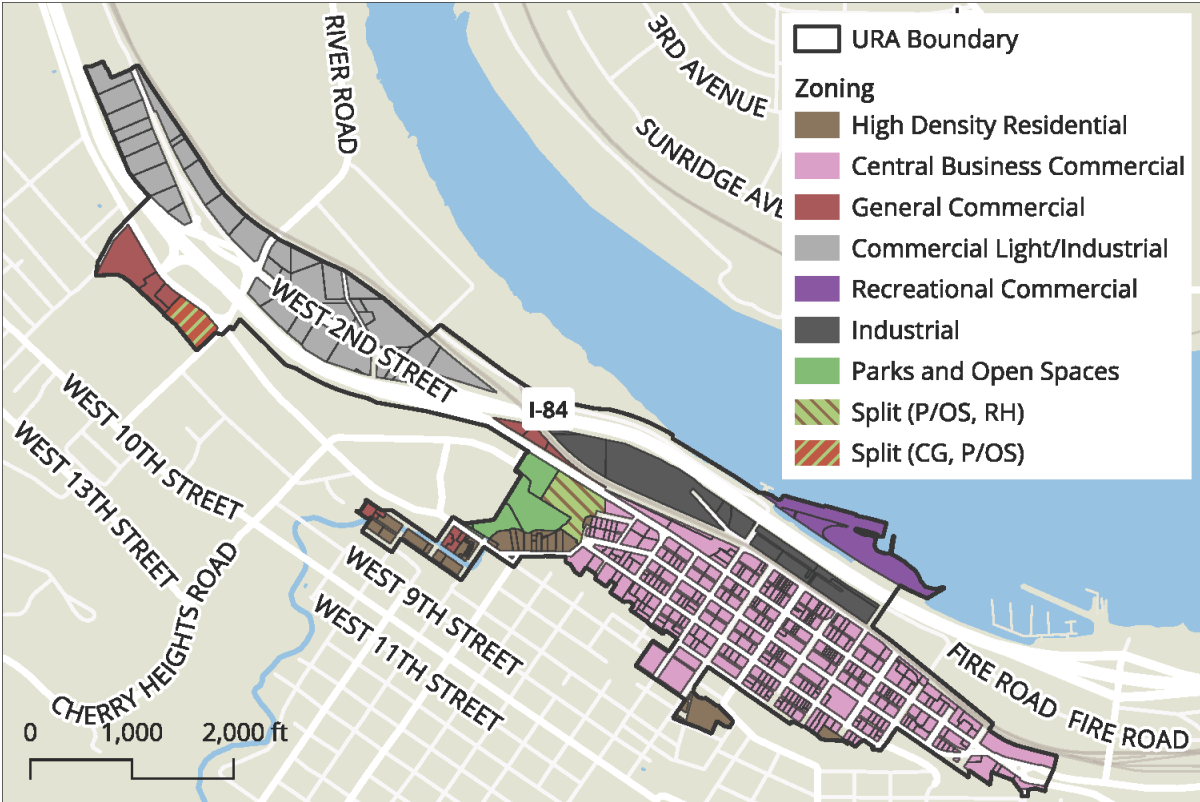 RIVER ROAD
3RD AVENUE
SUNRIDGE AVE
URA Boundary
Zoning
High Density Residential
Central Business Commercial
General Commercial
Commercial Light/Industrial
Recreational Commercial
Industrial
Parks and Open Spaces
Split (P/OS, RH)
Split (CG, P/OS)
WEST 2ND STREET
I-84
WEST 10TH STREET
WEST 13TH STREET
WEST 9TH STREET
WEST 11TH STREET
CHERRY HEIGHTS ROAD
FIRE ROAD
FIRE ROAD
0 1,000 2,000 ft